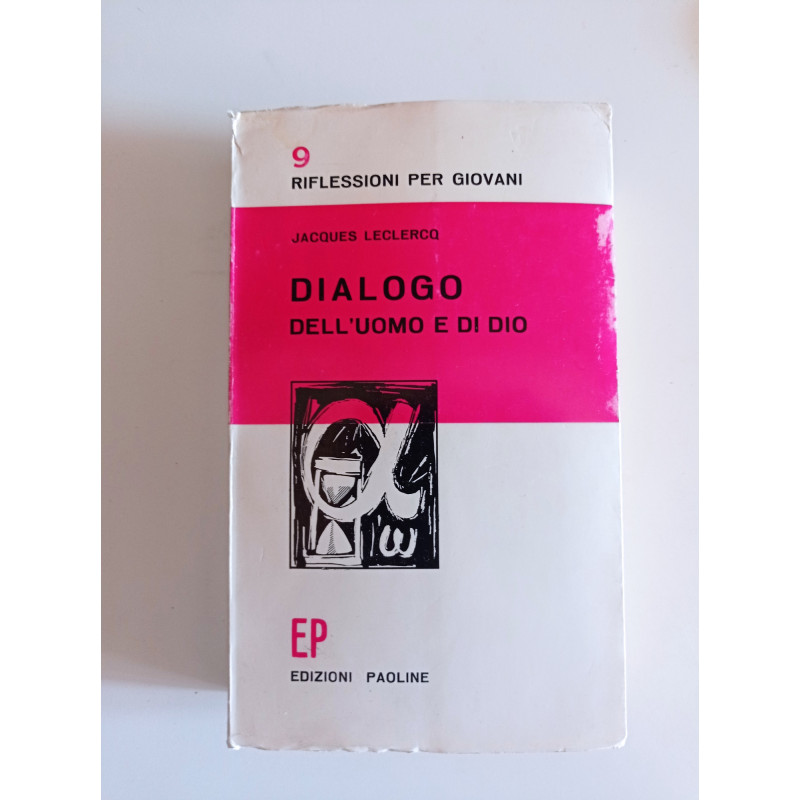 9
RIFLESSIONI PER GIOVANI
JACQUES LECLERCQ
DIALOGO
DELL'UOMO E DI DIO
α
ω
EP
EDIZIONI PAOLINE